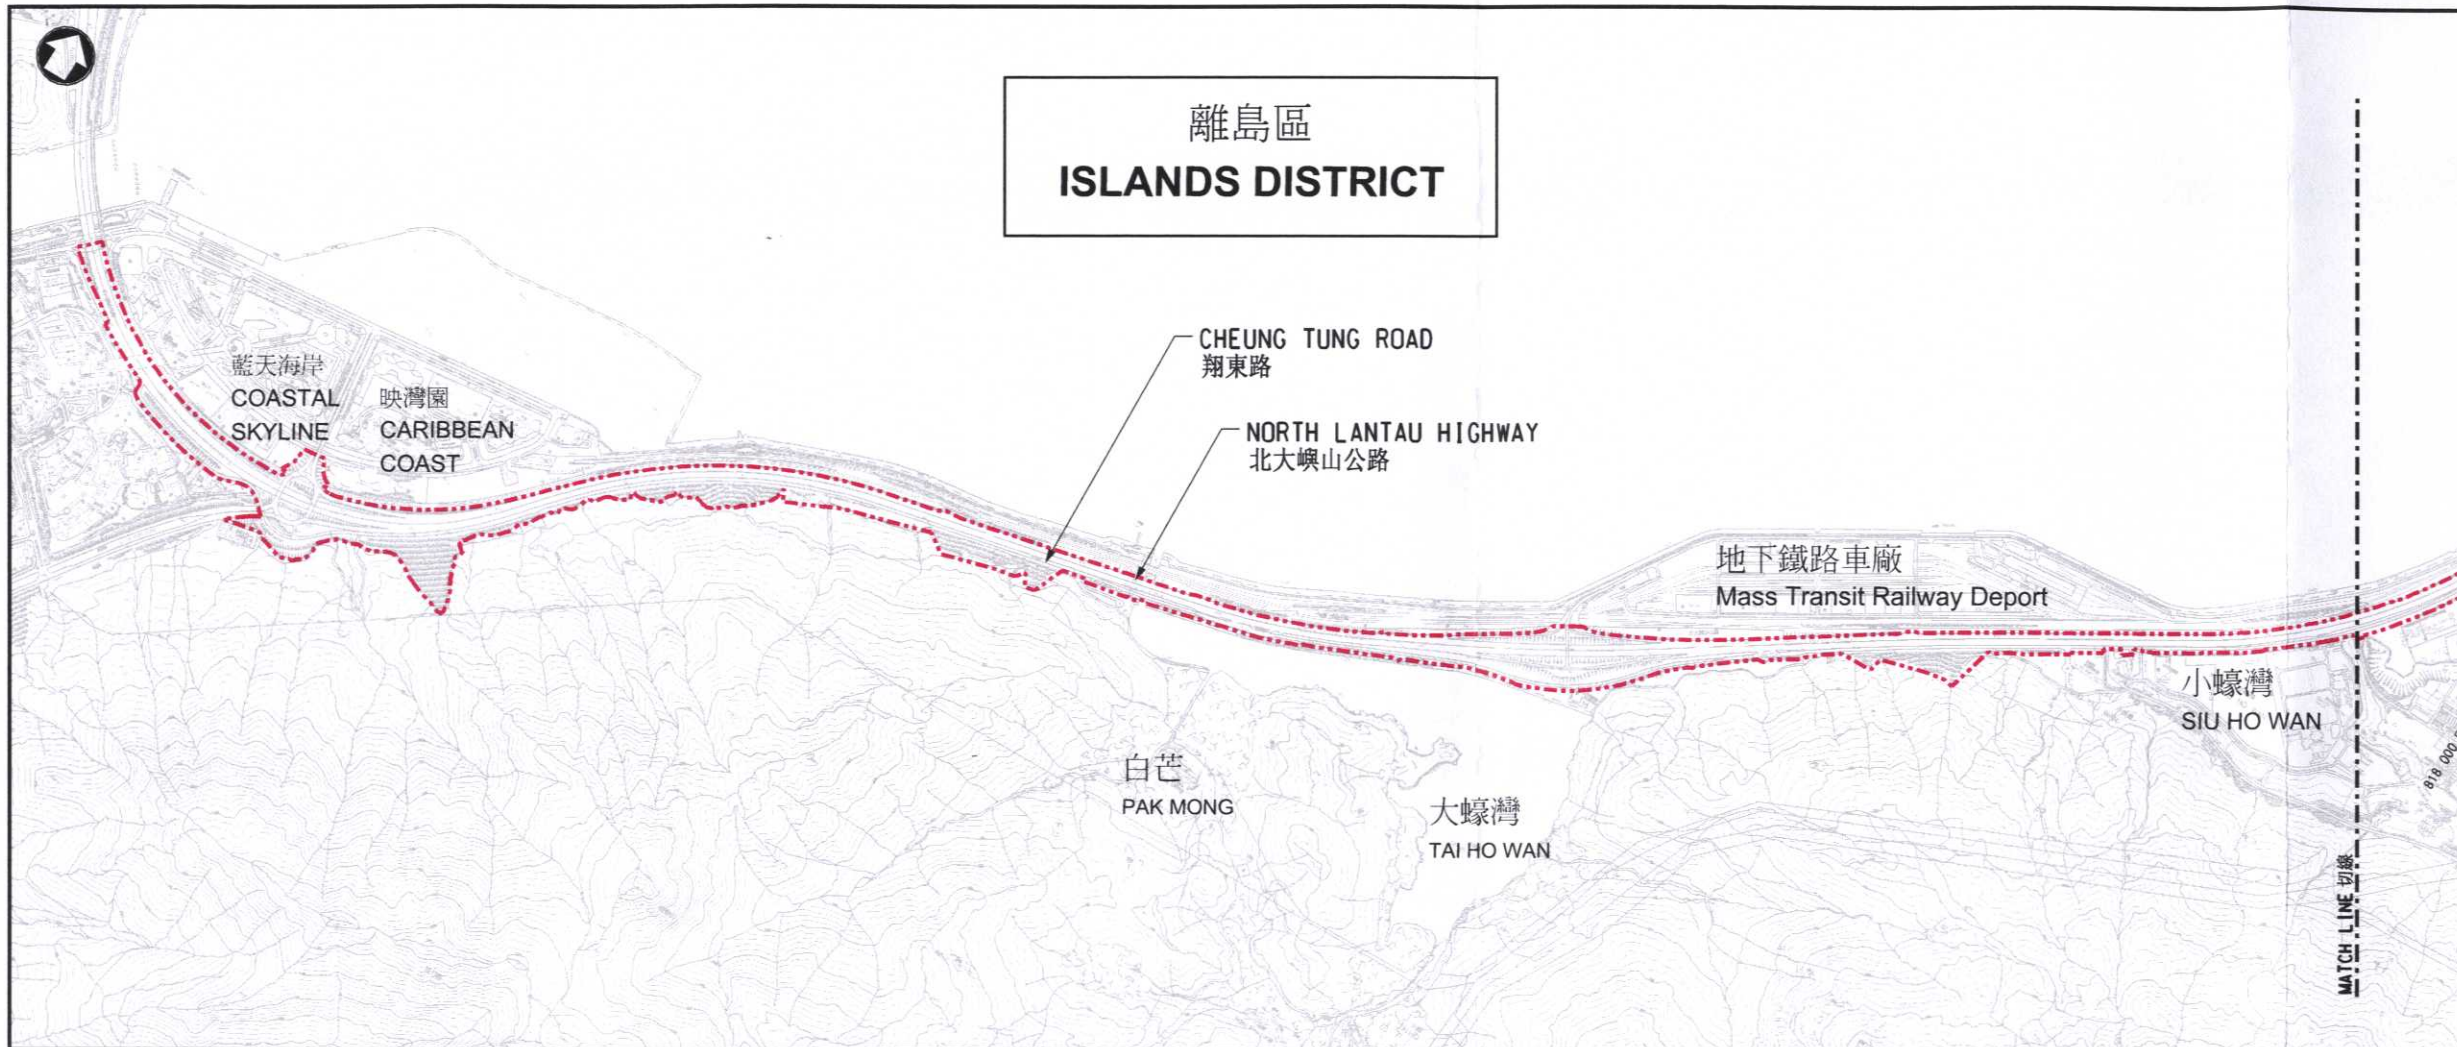 離島區
ISLANDS DISTRICT
CHEUNG TUNG ROAD
翔東路
NORTH LANTAU HIGHWAY
北大嶼山公路
藍天海岸
COASTAL
SKYLINE
映灣園
CARIBBEAN
COAST
地下鐵路車廠
Mass Transit Railway Deport
小蠔灣
SIU HO WAN
白芒
PAK MONG
大蠔灣
TAI HO WAN
MATCH LINE 切線
818 000